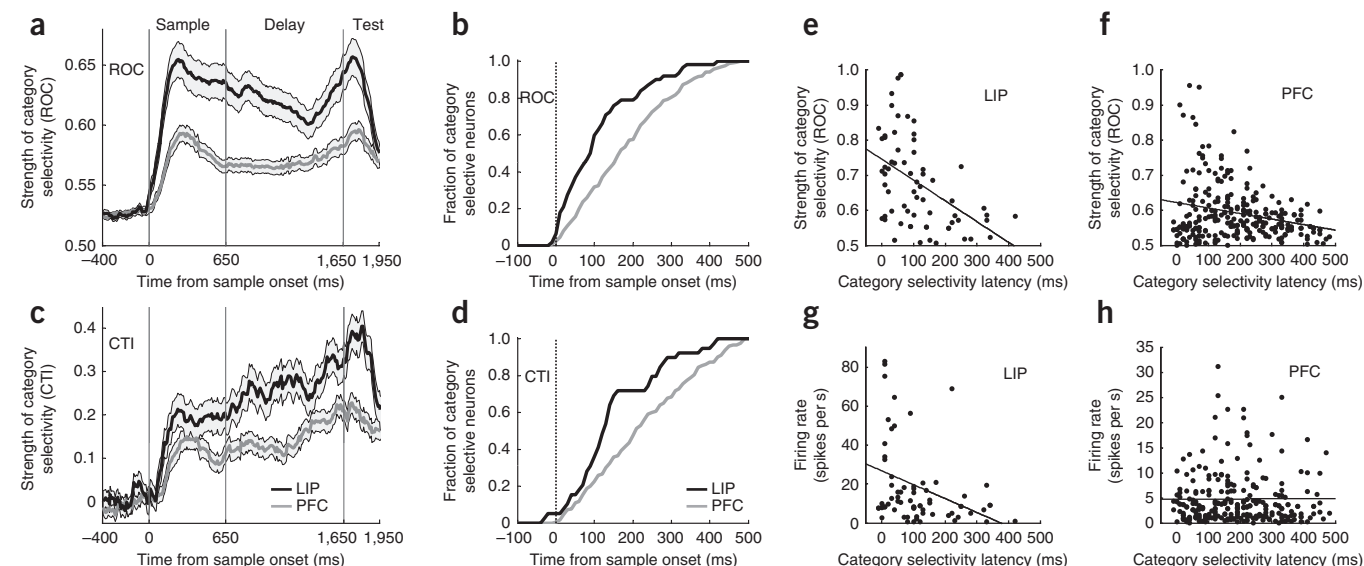 a
Sample
Delay
Test
ROC
Strength of category
selectivity (ROC)
0.65
0.60
0.55
0.50
–400
0
650
1,650
1,950
Time from sample onset (ms)
b
ROC
Fraction of category
selective neurons
1.0
0.8
0.6
0.4
0.2
0
–100
0
100
200
300
400
500
Time from sample onset (ms)
e
LIP
Strength of category
selectivity (ROC)
1.0
0.9
0.8
0.7
0.6
0.5
0
100
200
300
400
500
Category selectivity latency (ms)
f
PFC
Strength of category
selectivity (ROC)
1.0
0.9
0.8
0.7
0.6
0.5
0
100
200
300
400
500
Category selectivity latency (ms)
c
CTI
Strength of category
selectivity (CTI)
0.4
0.3
0.2
0.1
0
LIP
PFC
–400
0
650
1,650
1,950
Time from sample onset (ms)
d
CTI
Fraction of category
selective neurons
1.0
0.8
0.6
0.4
0.2
0
LIP
PFC
–100
0
100
200
300
400
500
Time from sample onset (ms)
g
LIP
Firing rate
(spikes per s)
80
60
40
20
0
0
100
200
300
400
500
Category selectivity latency (ms)
h
PFC
Firing rate
(spikes per s)
35
30
25
20
15
10
5
0
0
100
200
300
400
500
Category selectivity latency (ms)